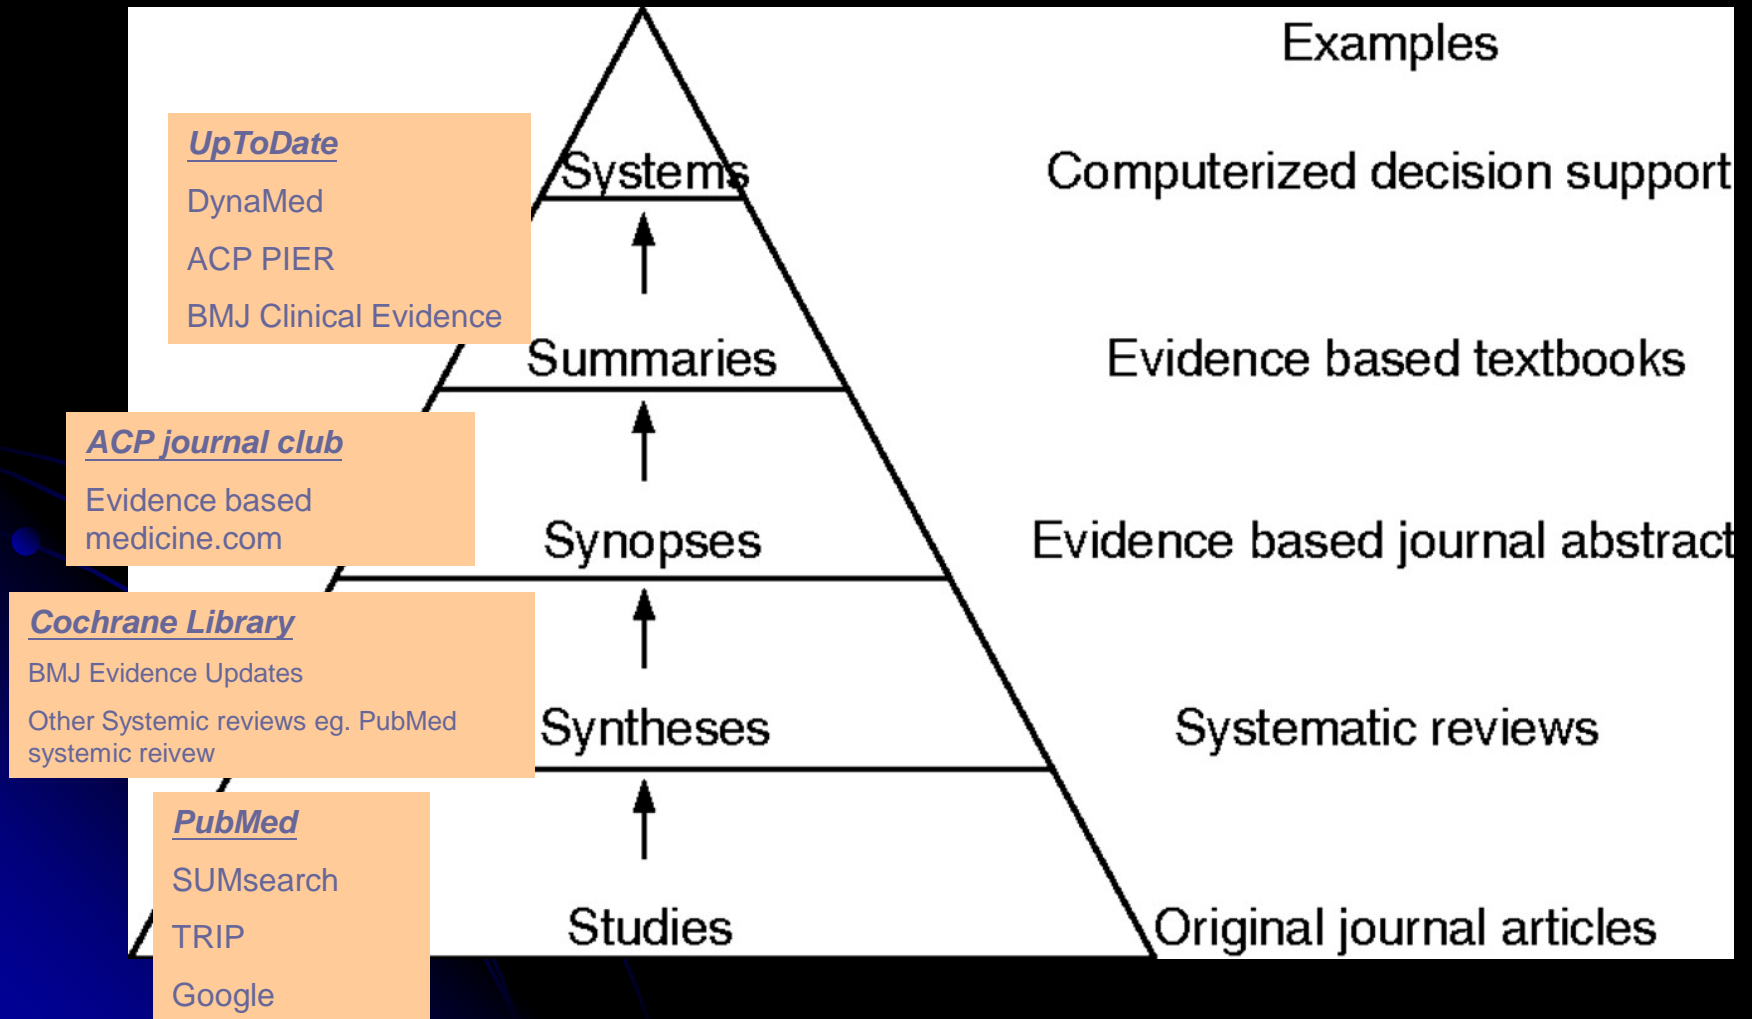 Examples
UpToDate
DynaMed
ACP PIER
BMJ Clinical Evidence
Systems
Computerized decision support
Summaries
Evidence based textbooks
ACP journal club
Evidence based
medicine.com
Synopses
Evidence based journal abstract
Cochrane Library
BMJ Evidence Updates
Other Systemic reviews eg. PubMed
systemic reivew
Syntheses
Systematic reviews
PubMed
SUMsearch
TRIP
Google
Studies
Original journal articles